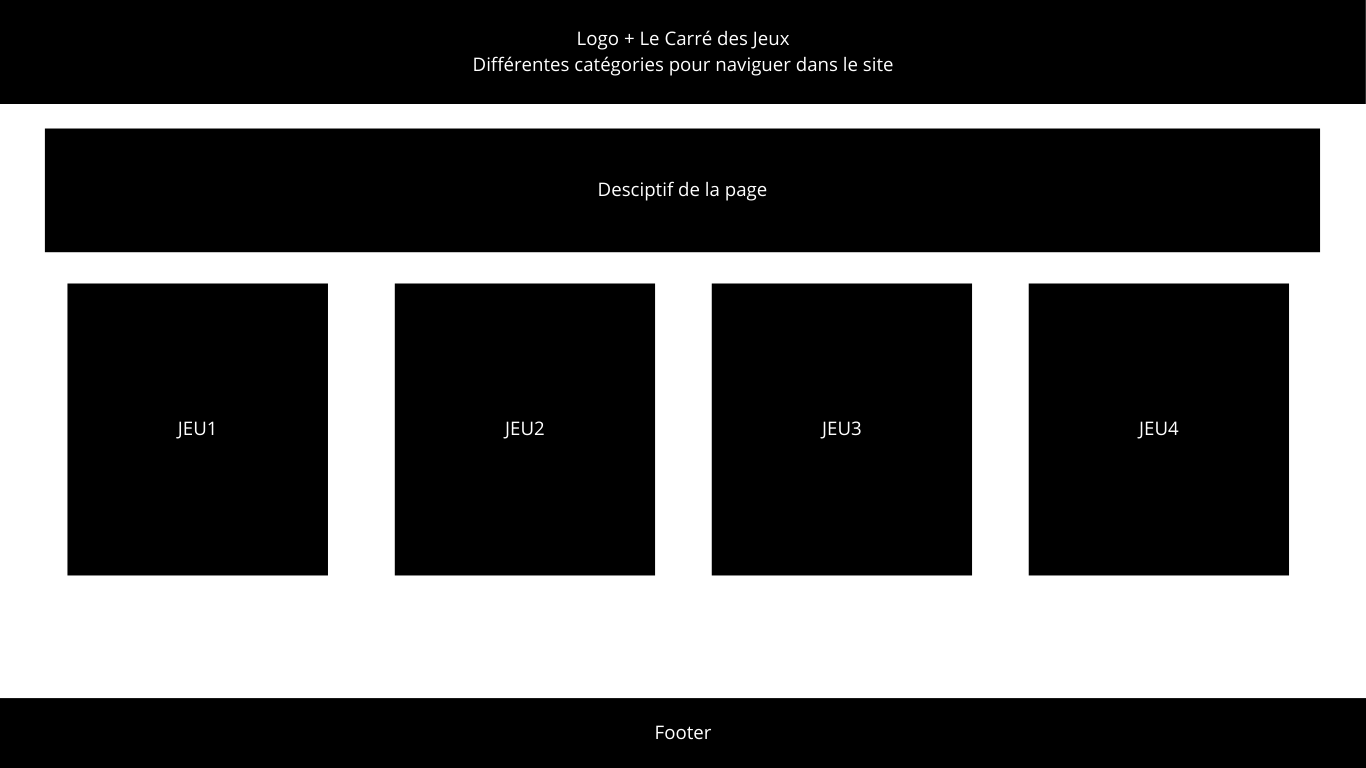 Logo + Le Carré des Jeux
Différentes catégories pour naviguer dans le site
Desciptif de la page
JEU1
JEU2
JEU3
JEU4
Footer